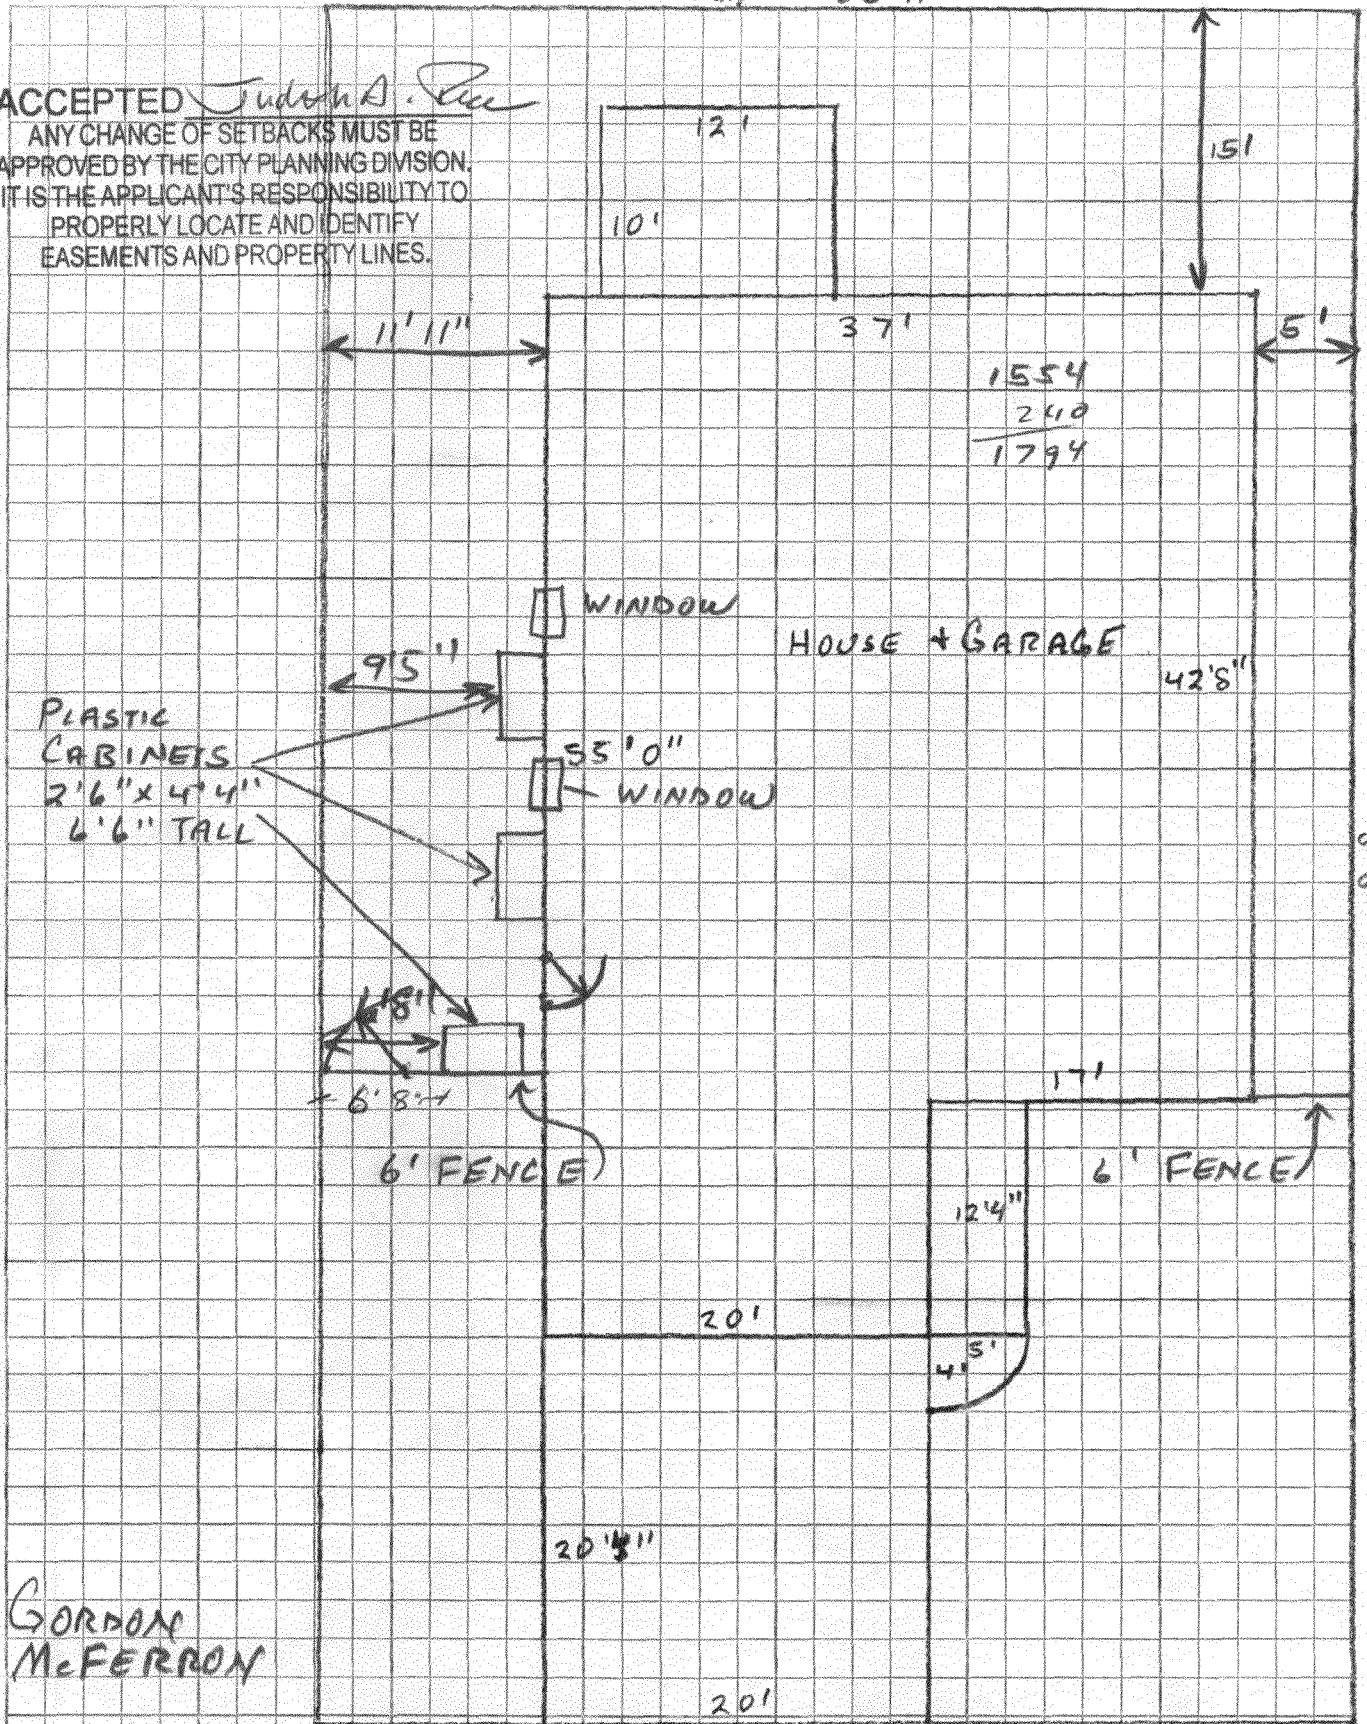 ACCEPTED Judith A. Rice
ANY CHANGE OF SETBACKS MUST BE
APPROVED BY THE CITY PLANNING DIVISION.
IT IS THE APPLICANT'S RESPONSIBILITY TO
PROPERLY LOCATE AND IDENTIFY
EASEMENTS AND PROPERTY LINES.
12'
10'
15'
11'11"
37'
5'
1554
240
1794
WINDOW
HOUSE + GARAGE
42'8"
9'5"
PLASTIC
CABINETS
2'6" x 4'4"
6'6" TALL
55'0"
WINDOW
6'8"
17'
6' FENCE
6' FENCE
12'4"
20'
5'
4'
GORDON
McFERRON
20'